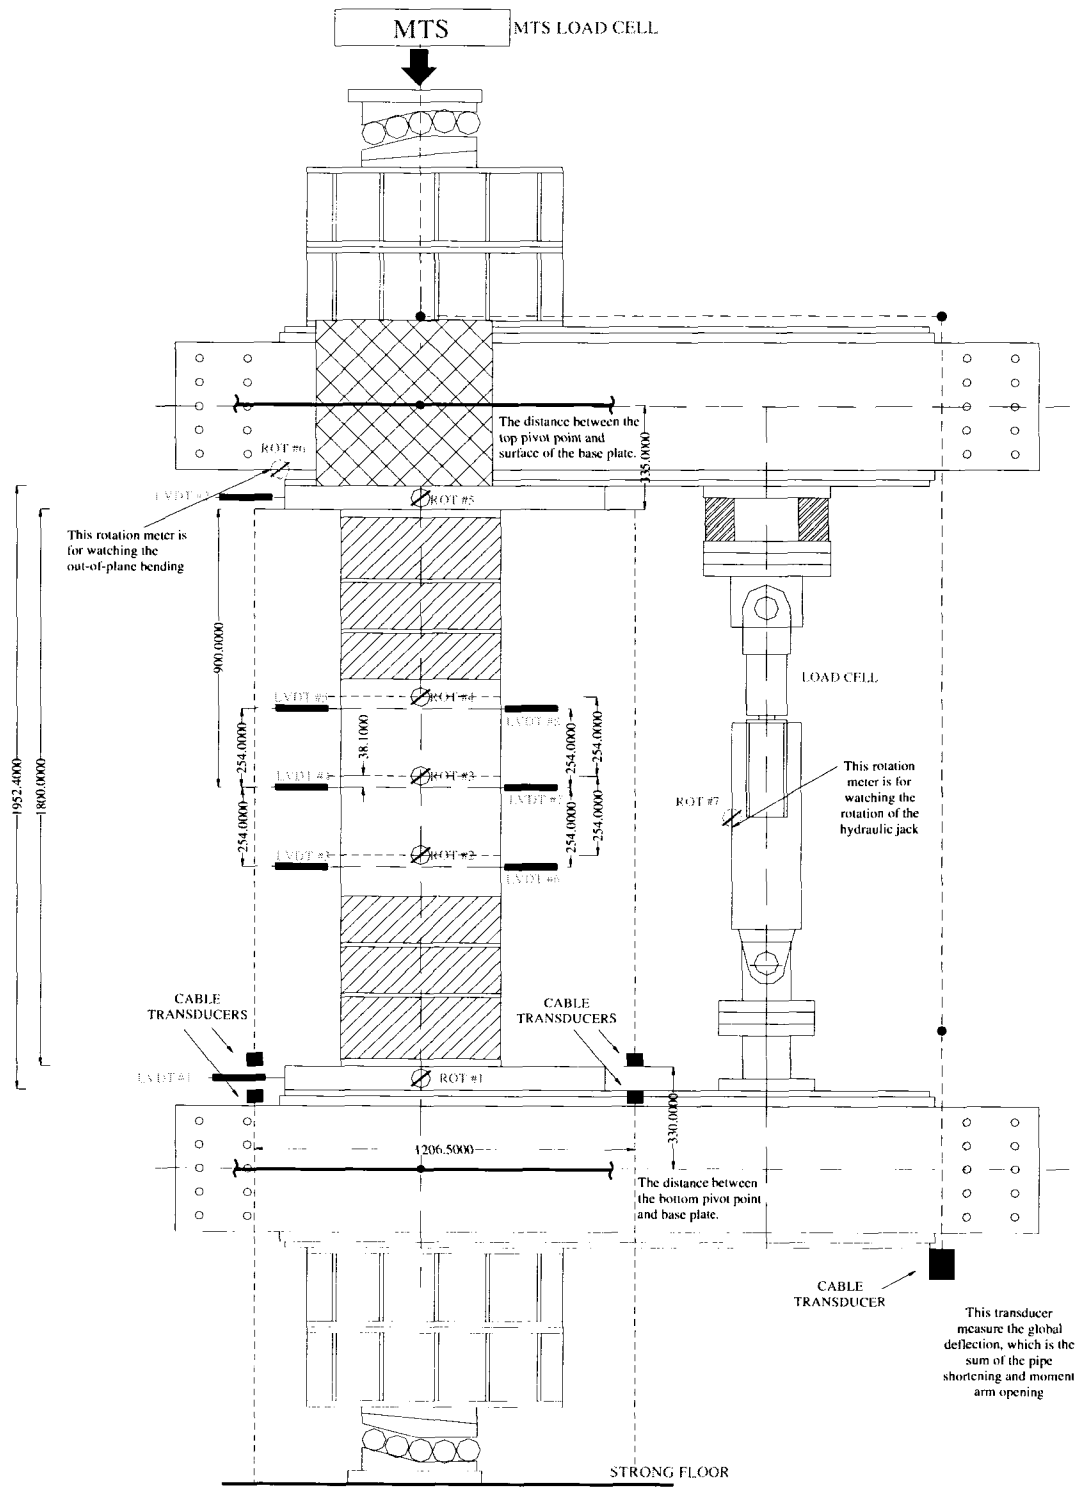 MTS
MTS LOAD CELL
The distance between the
top pivot point and
surface of the base plate.
335.0000
ROT #6
ROT #5
This rotation meter is
for watching the
out-of-plane bending
900.0000
LOAD CELL
ROT #4
254.0000
38.1000
254.0000
254.0000
1952.4000
1800.0000
ROT #3
This rotation
meter is for
watching the
rotation of the
hydraulic jack
ROT #7
254.0000
254.0000
254.0000
ROT #2
LVDT #6
CABLE
TRANSDUCERS
CABLE
TRANSDUCERS
LVDT #1
ROT #1
330.0000
1206.5000
The distance between
the bottom pivot point
and base plate.
CABLE
TRANSDUCER
This transducer
measure the global
deflection, which is the
sum of the pipe
shortening and moment
arm opening
STRONG FLOOR